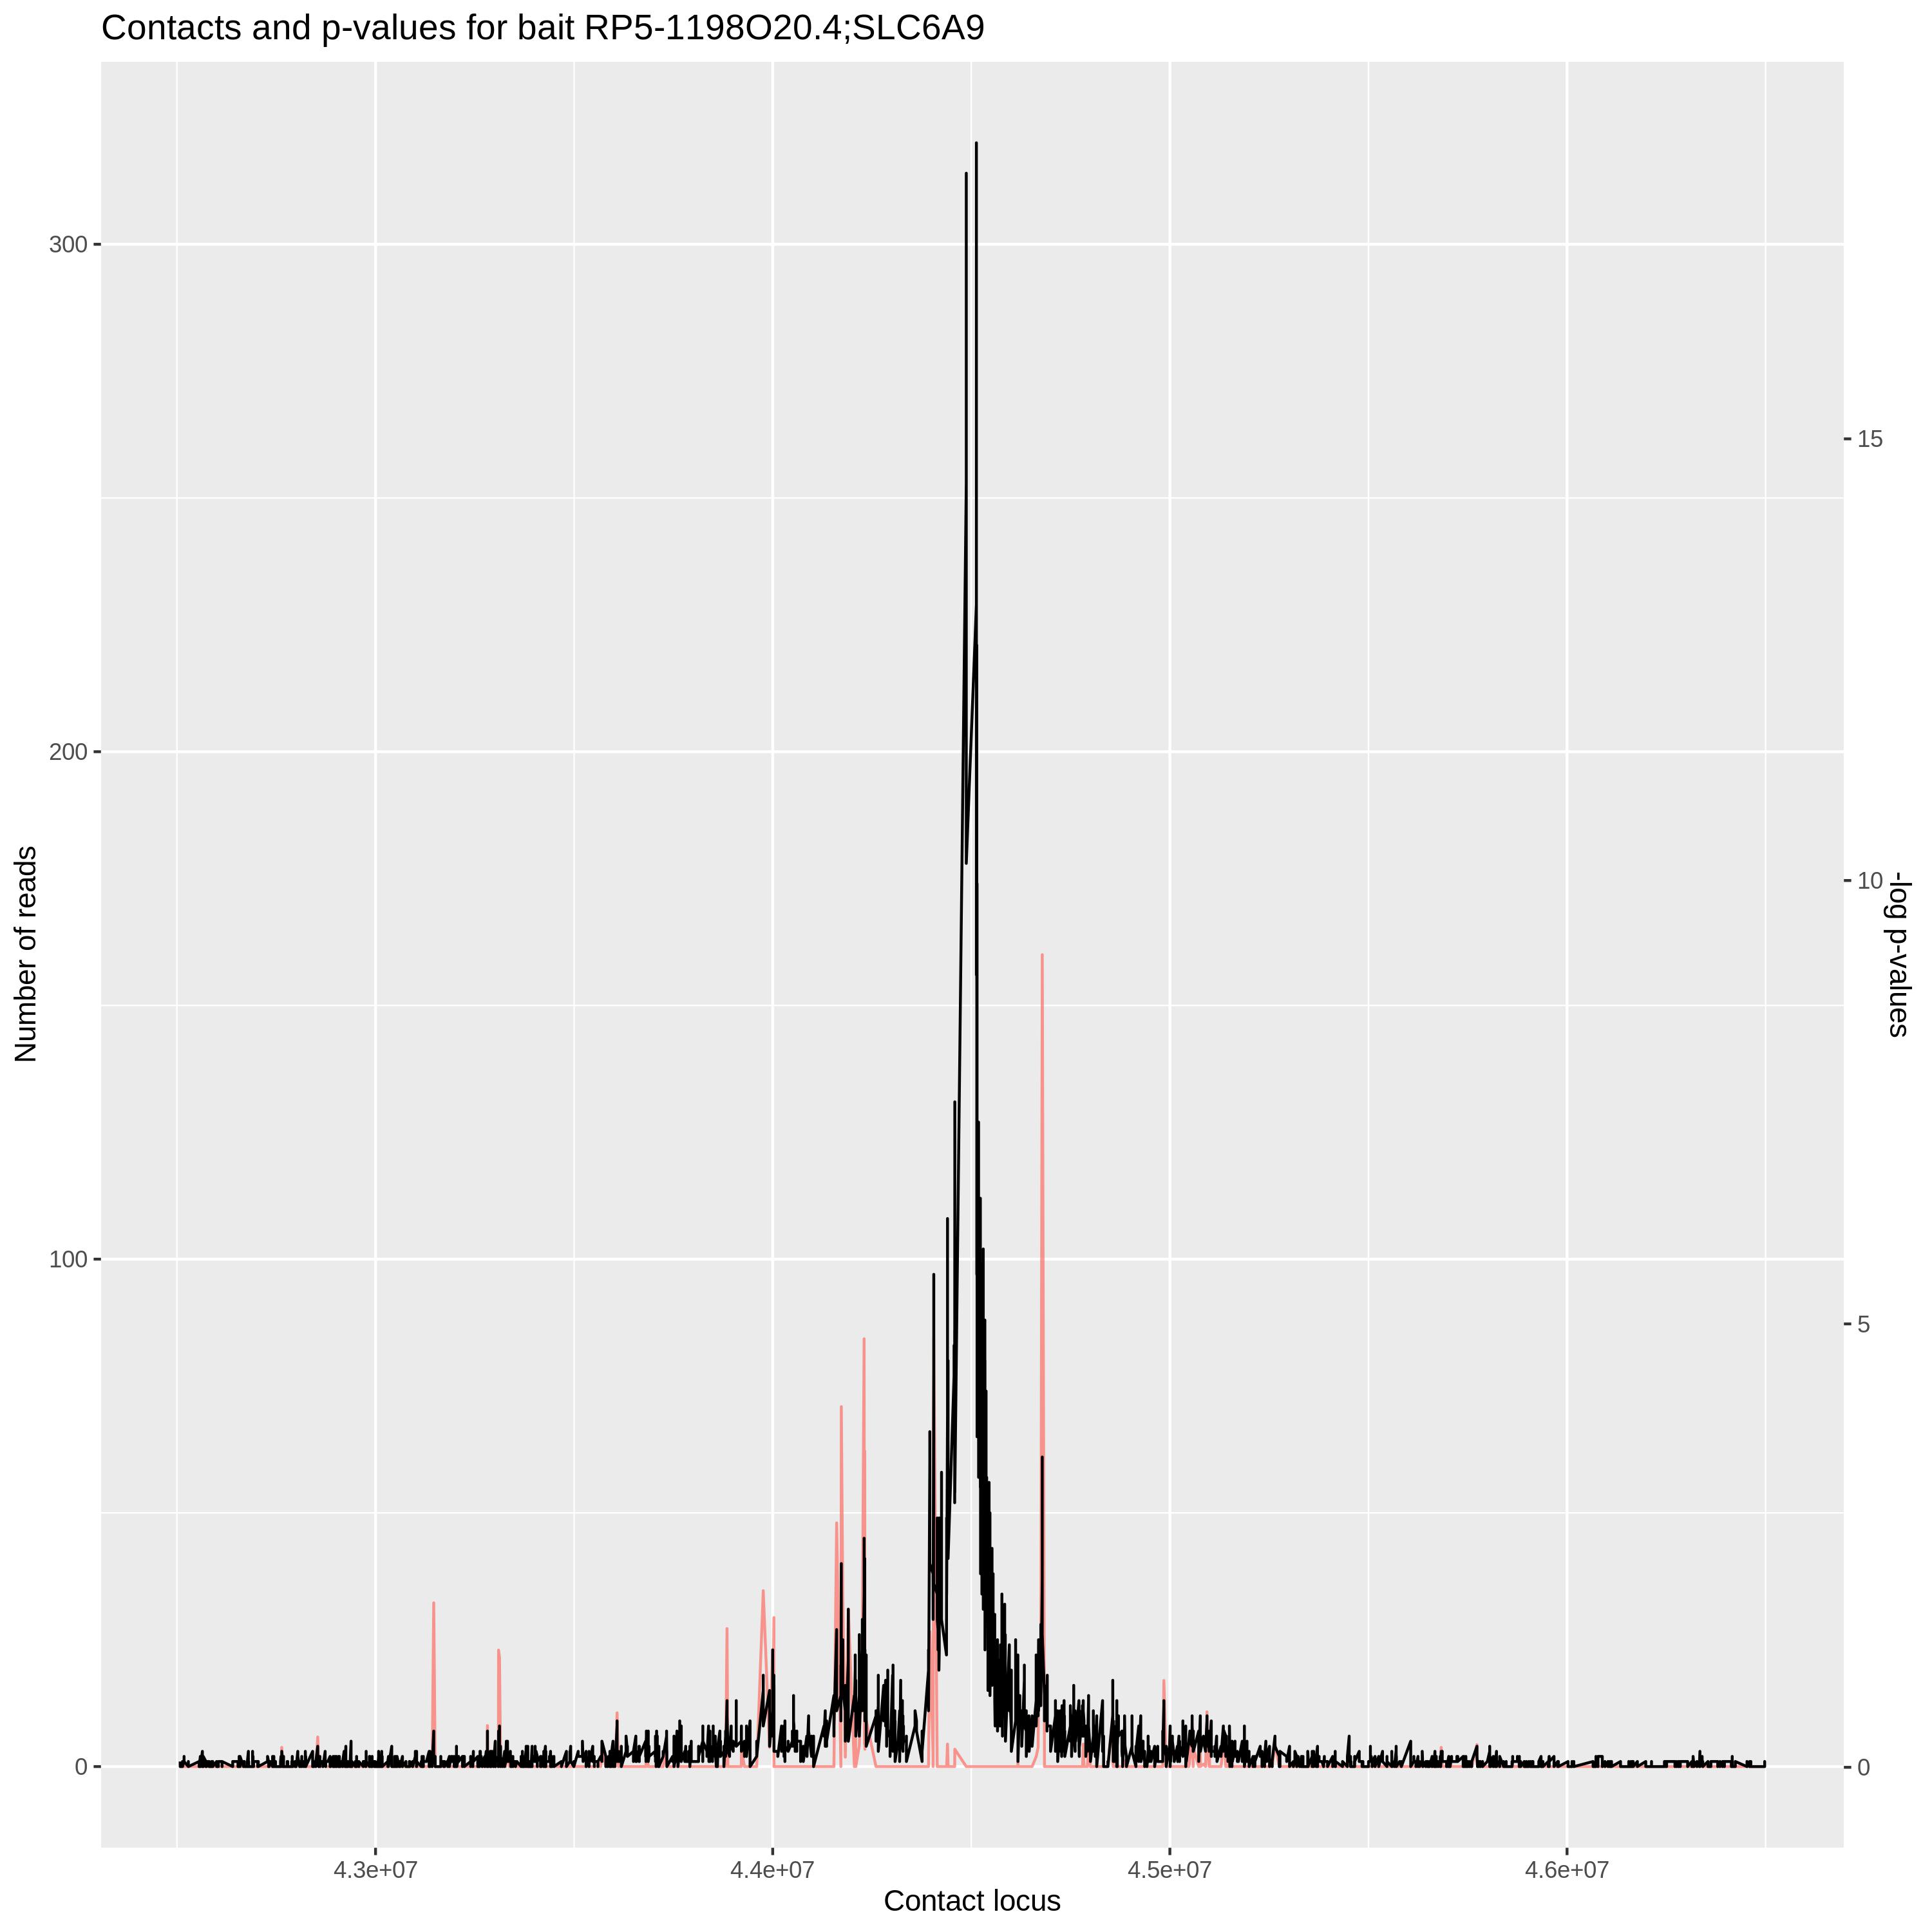 Contacts and p-values for bait RP5-1198O20.4;SLC6A9
300
200
100
0
Number of reads
15
10
5
0
-log p-values
4.3e+07
4.4e+07
4.5e+07
4.6e+07
Contact locus